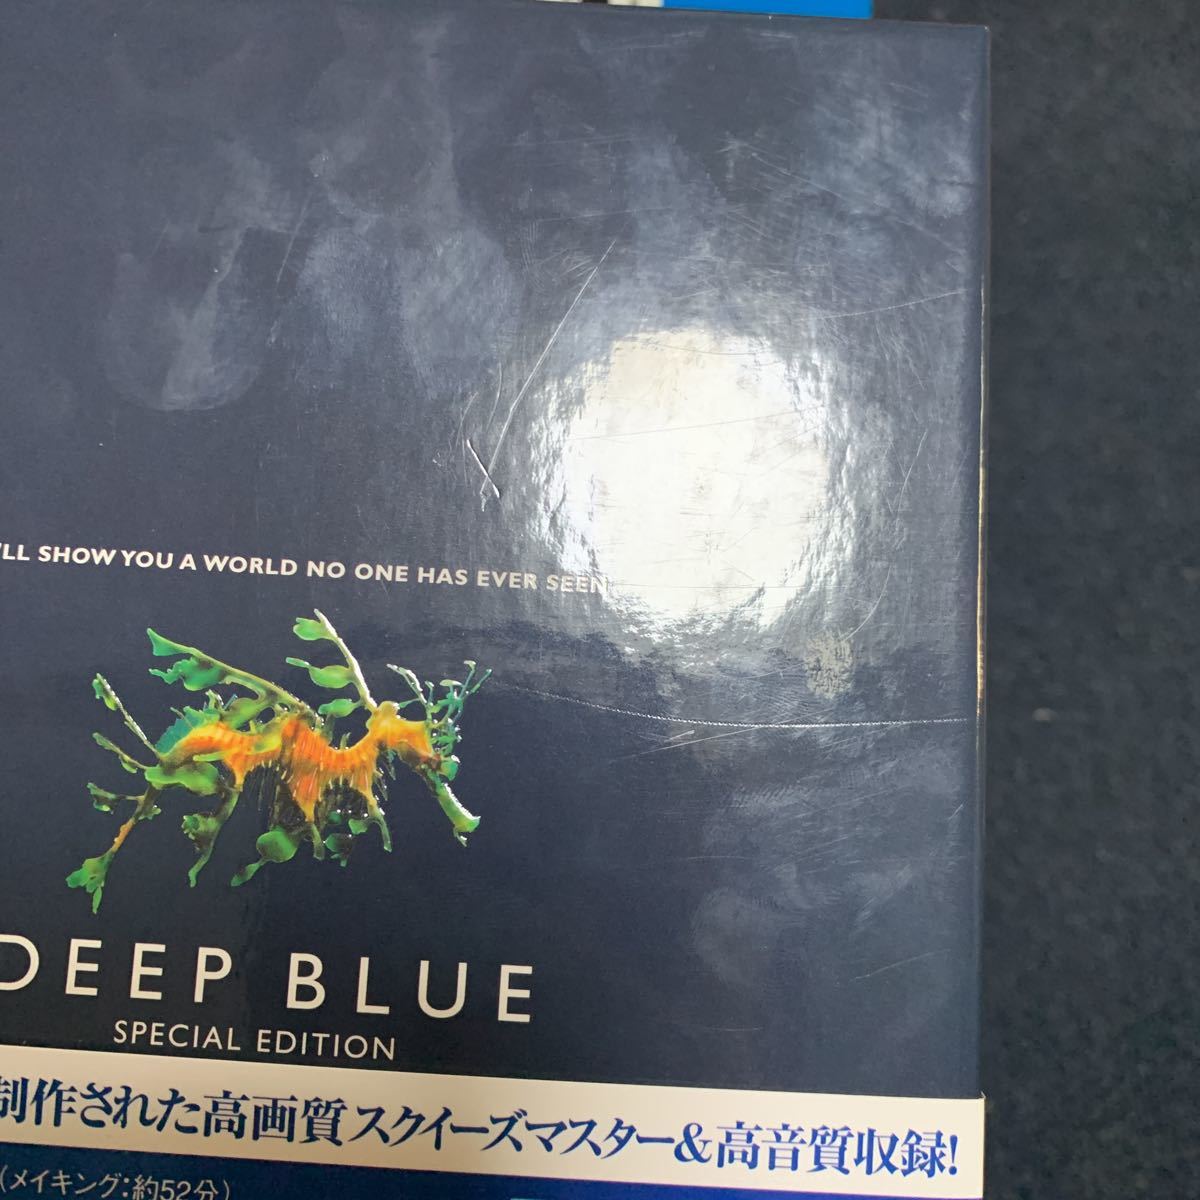 'LL SHOW YOU A WORLD NO ONE HAS EVER SEEN
DEEP BLUE
SPECIAL EDITION
制作された高画質スクイーズマスター&高音質収録!
(メイキング:約52分)